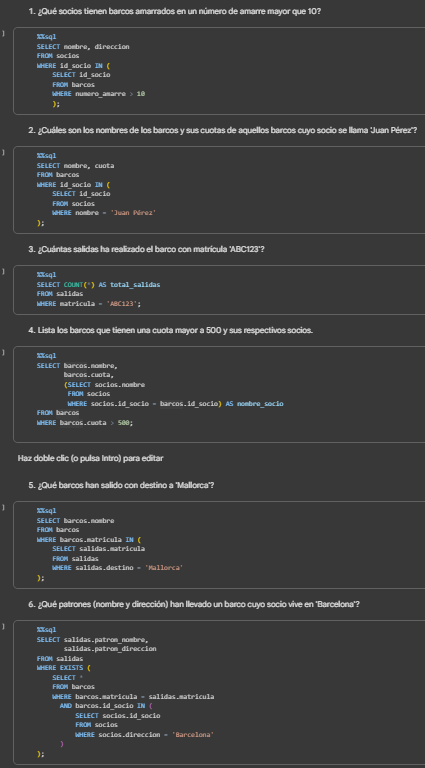 1. ¿Qué socios tienen barcos amarrados en un número de amarre mayor que 10?
%%sql
SELECT nombre, direccion
FROM socios
WHERE id_socio IN (
SELECT id_socio
FROM barcos
WHERE numero_amarre > 10
);
2. ¿Cuáles son los nombres de los barcos y sus cuotas de aquellos barcos cuyo socio se llama 'Juan Pérez'?
%%sql
SELECT nombre, cuota
FROM barcos
WHERE id_socio IN (
SELECT id_socio
FROM socios
WHERE nombre = 'Juan Pérez'
);
3. ¿Cuántas salidas ha realizado el barco con matrícula 'ABC123'?
%%sql
SELECT COUNT(*) AS total_salidas
FROM salidas
WHERE matricula = 'ABC123';
4. Lista los barcos que tienen una cuota mayor a 500 y sus respectivos socios.
%%sql
SELECT barcos.nombre,
barcos.cuota,
(SELECT socios.nombre
FROM socios
WHERE socios.id_socio = barcos.id_socio) AS nombre_socio
FROM barcos
WHERE barcos.cuota > 500;
Haz doble clic (o pulsa Intro) para editar
5. ¿Qué barcos han salido con destino a 'Mallorca'?
%%sql
SELECT barcos.nombre
FROM barcos
WHERE barcos.matricula IN (
SELECT salidas.matricula
FROM salidas
WHERE salidas.destino = 'Mallorca'
);
6. ¿Qué patrones (nombre y dirección) han llevado un barco cuyo socio vive en 'Barcelona'?
%%sql
SELECT salidas.patron_nombre,
salidas.patron_direccion
FROM salidas
WHERE EXISTS (
SELECT *
FROM barcos
WHERE barcos.matricula = salidas.matricula
AND barcos.id_socio IN (
SELECT socios.id_socio
FROM socios
WHERE socios.direccion = 'Barcelona'
)
);